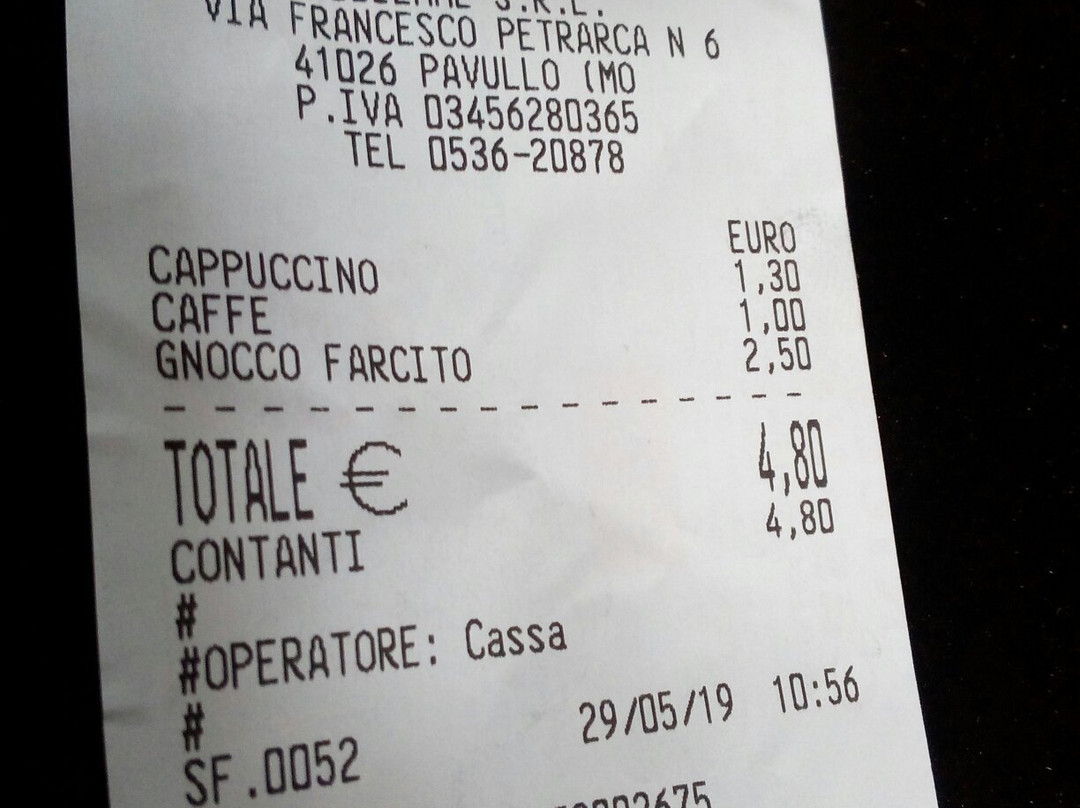 S.R.L.
VIA FRANCESCO PETRARCA N 6
41026 PAVULLO (MO
P.IVA 03456280365
TEL 0536-20878
EURO
CAPPUCCINO 1,30
CAFFE 1,00
GNOCCO FARCITO 2,50
- - - - - - - - - - - - - - - - -
TOTALE € 4,80
CONTANTI 4,80
#
#OPERATORE: Cassa
#
29/05/19 10:56
SF.0052